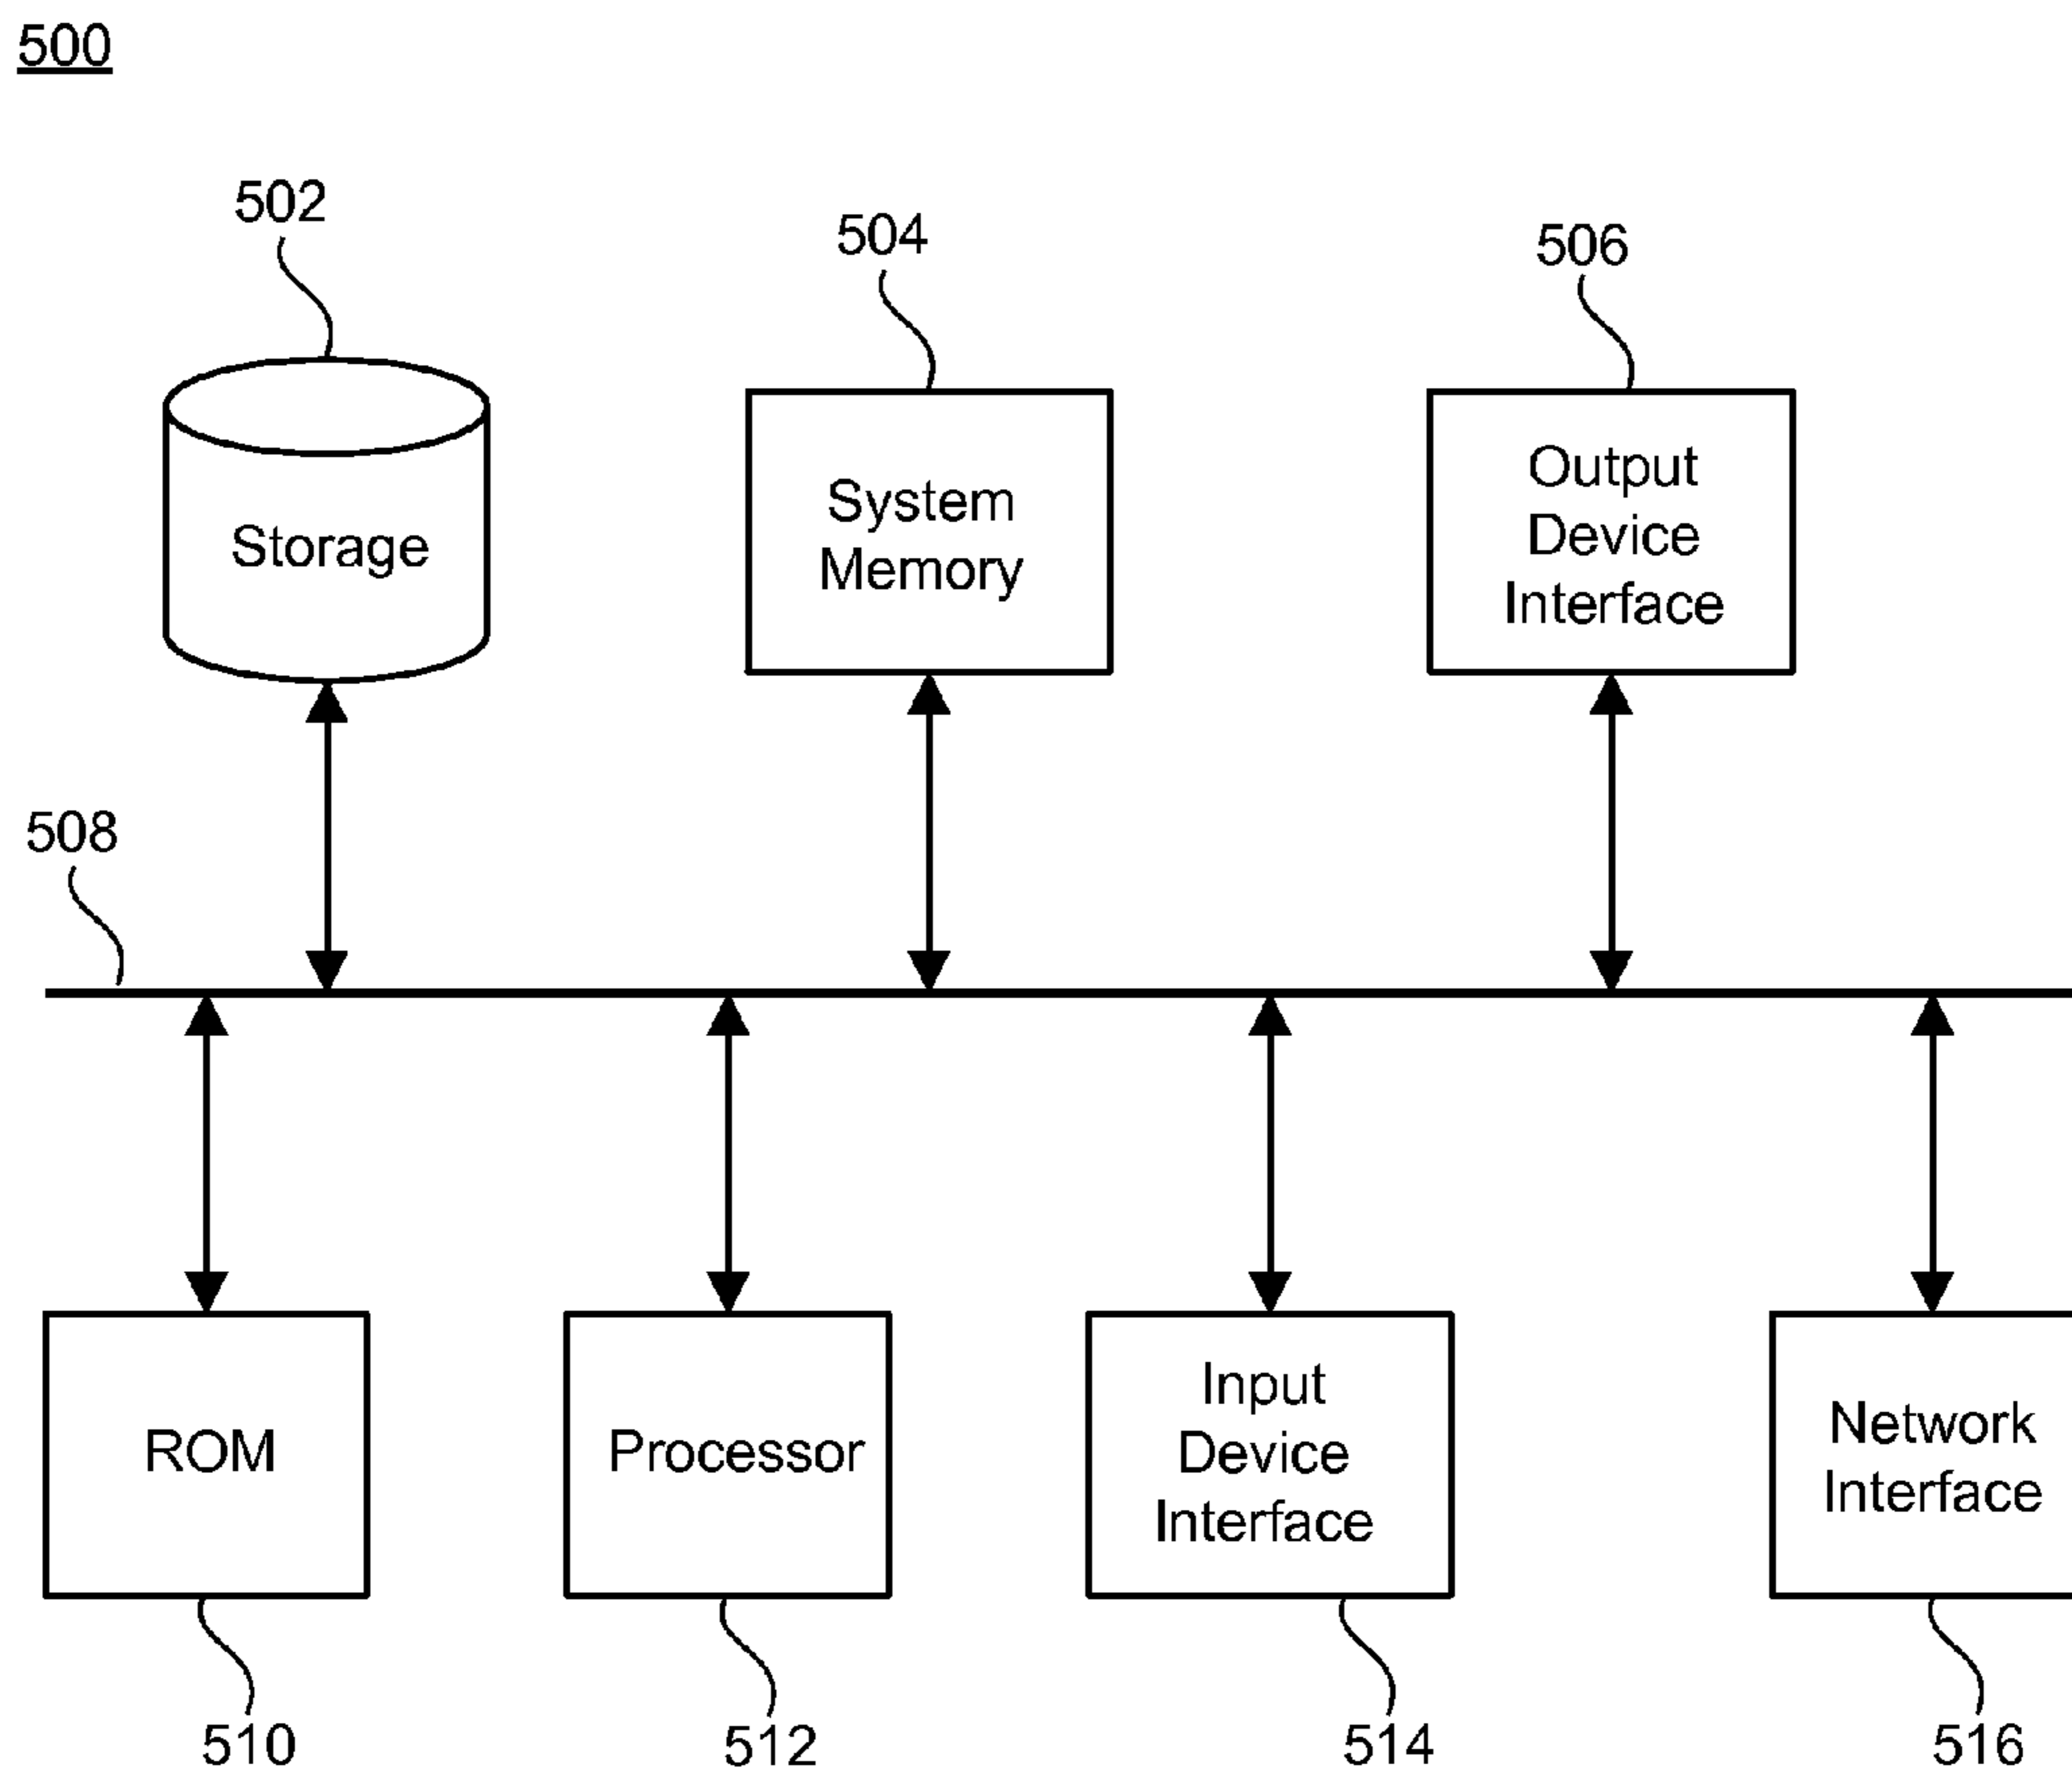 500
502
504
506
Storage
System
Memory
Output
Device
Interface
508
ROM
Processor
Input
Device
Interface
Network
Interface
510
512
514
516